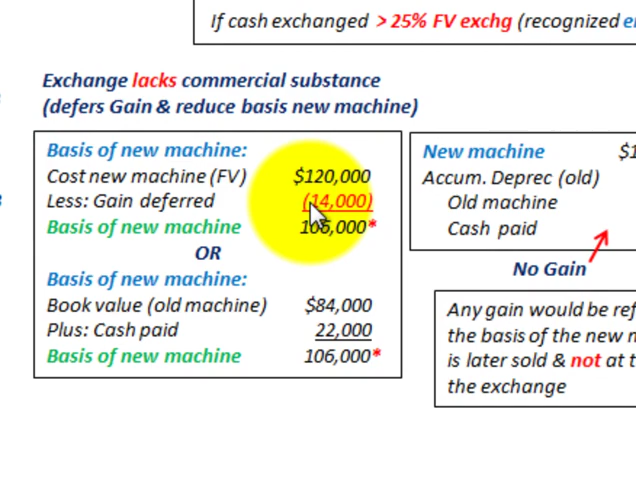 If cash exchanged > 25% FV exchg (recognized
Exchange lacks commercial substance
(defers Gain & reduce basis new machine)
Basis of new machine:
Cost new machine (FV) $120,000
Less: Gain deferred (14,000)
Basis of new machine 106,000*
OR
Basis of new machine:
Book value (old machine) $84,000
Plus: Cash paid 22,000
Basis of new machine 106,000*
New machine $1
Accum. Deprec (old)
Old machine
Cash paid
No Gain
Any gain would be ref
the basis of the new m
is later sold & not at t
the exchange